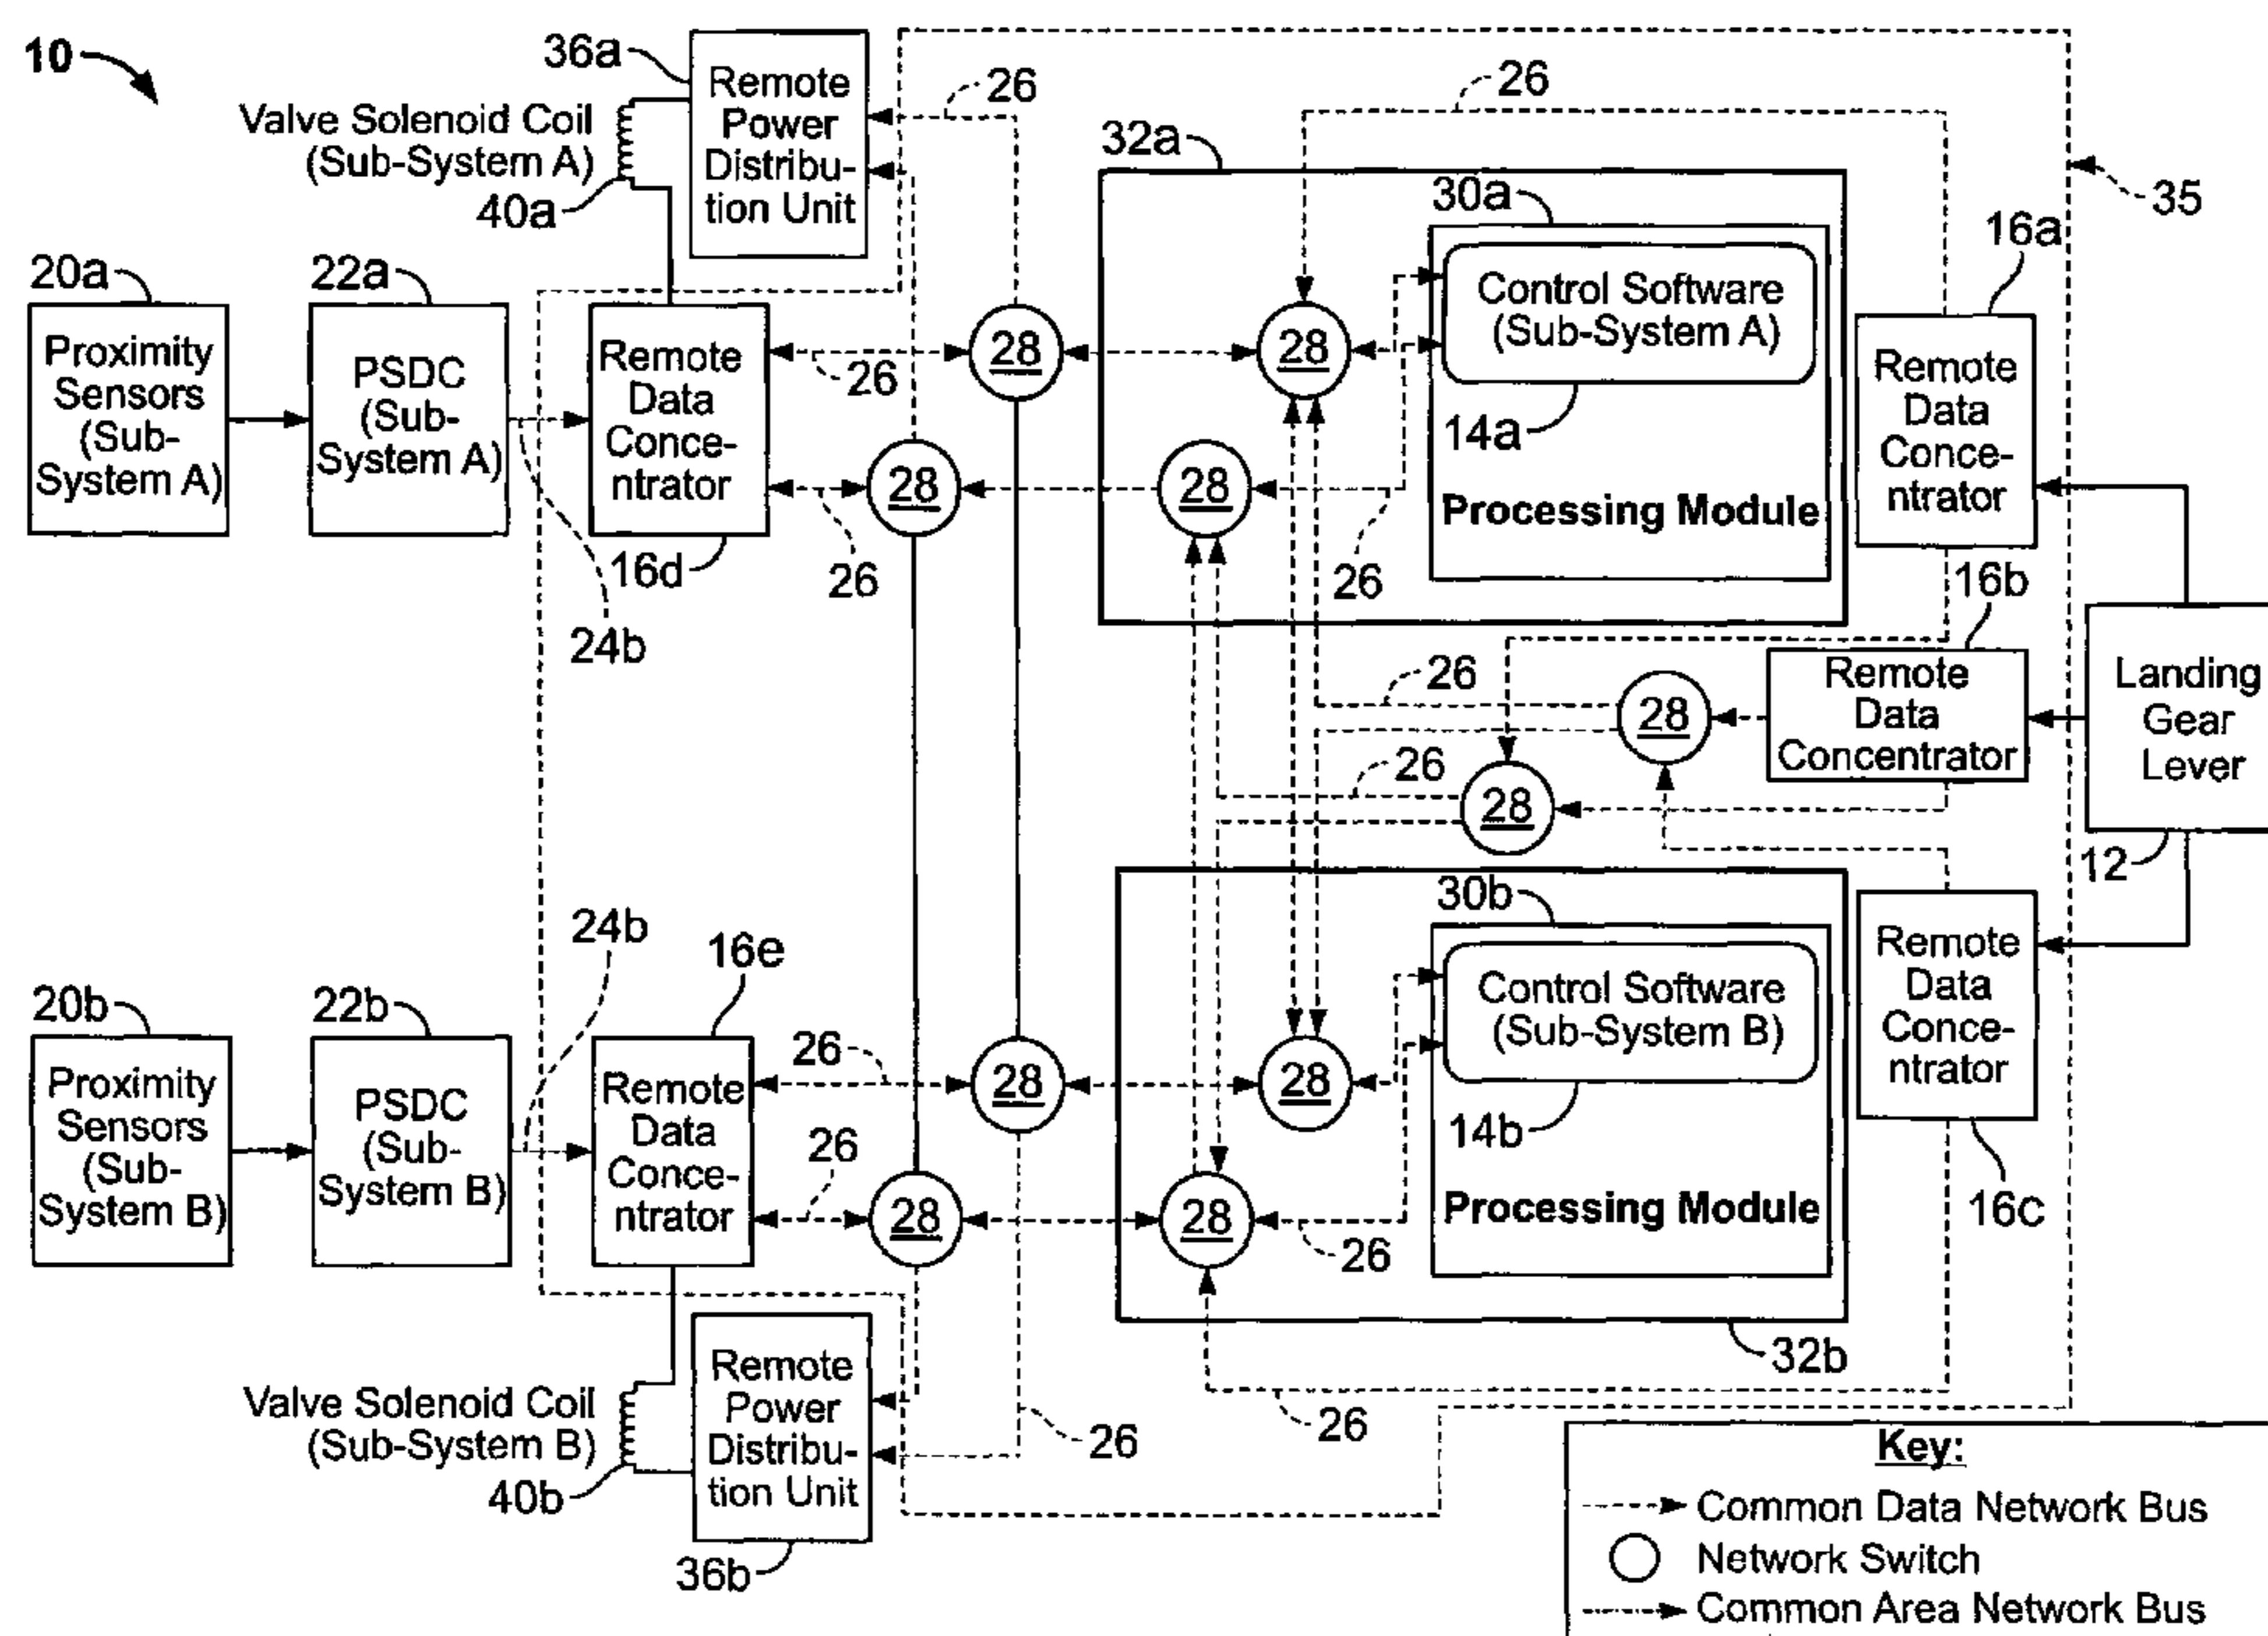 10
36a
Remote
Power
Distribu-
tion Unit
26
26
Valve Solenoid Coil
(Sub-System A)
40a
32a
30a
35
Control Software
(Sub-System A)
14a
Processing Module
16a
Remote
Data
Conce-
ntrator
20a
Proximity
Sensors
(Sub-
System A)
22a
PSDC
(Sub-
System A)
Remote
Data
Conce-
ntrator
16d
24b
26
26
28
28
28
28
26
16b
Remote
Data
Concentrator
Landing
Gear
Lever
12
26
28
26
28
24b
16e
30b
Control Software
(Sub-System B)
14b
Processing Module
Remote
Data
Conce-
ntrator
16c
20b
Proximity
Sensors
(Sub-
System B)
22b
PSDC
(Sub-
System B)
Remote
Data
Conce-
ntrator
26
26
28
28
28
28
26
32b
Valve Solenoid Coil
(Sub-System B)
40b
Remote
Power
Distribu-
tion Unit
36b
26
26
Key:
Common Data Network Bus
Network Switch
Common Area Network Bus